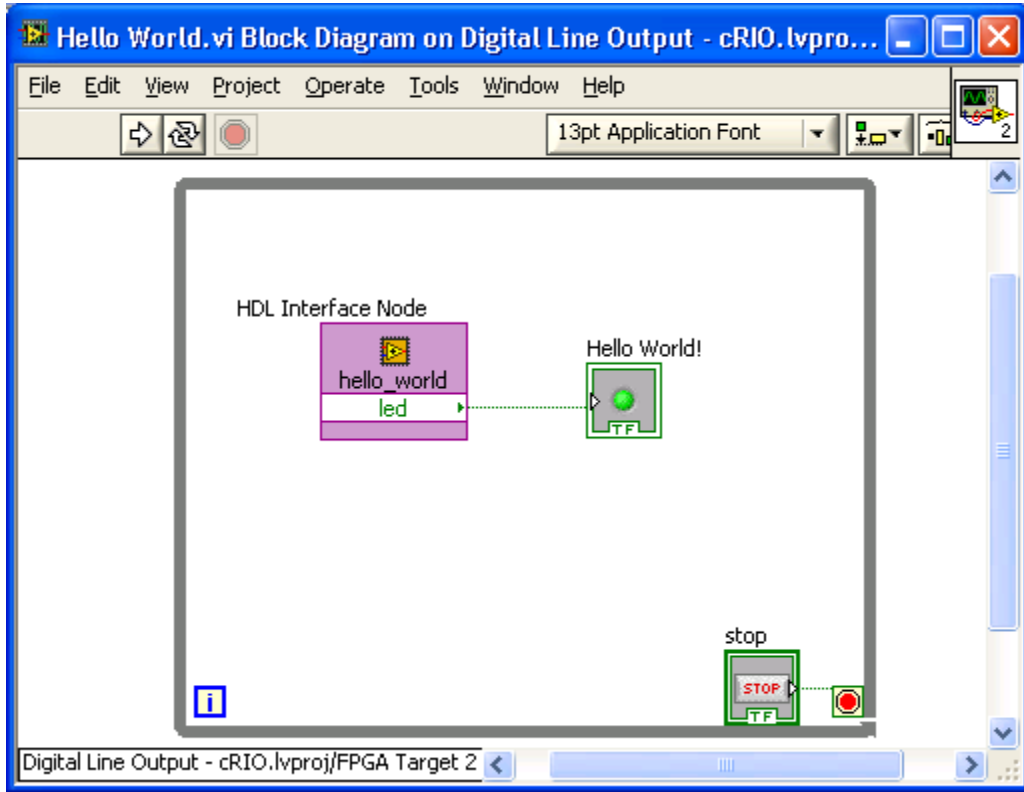 Hello World.vi Block Diagram on Digital Line Output - cRIO.lvpro...
File Edit View Project Operate Tools Window Help
13pt Application Font
2
HDL Interface Node
hello_world
led
Hello World!
TF
stop
STOP
TF
i
Digital Line Output - cRIO.lvproj/FPGA Target 2